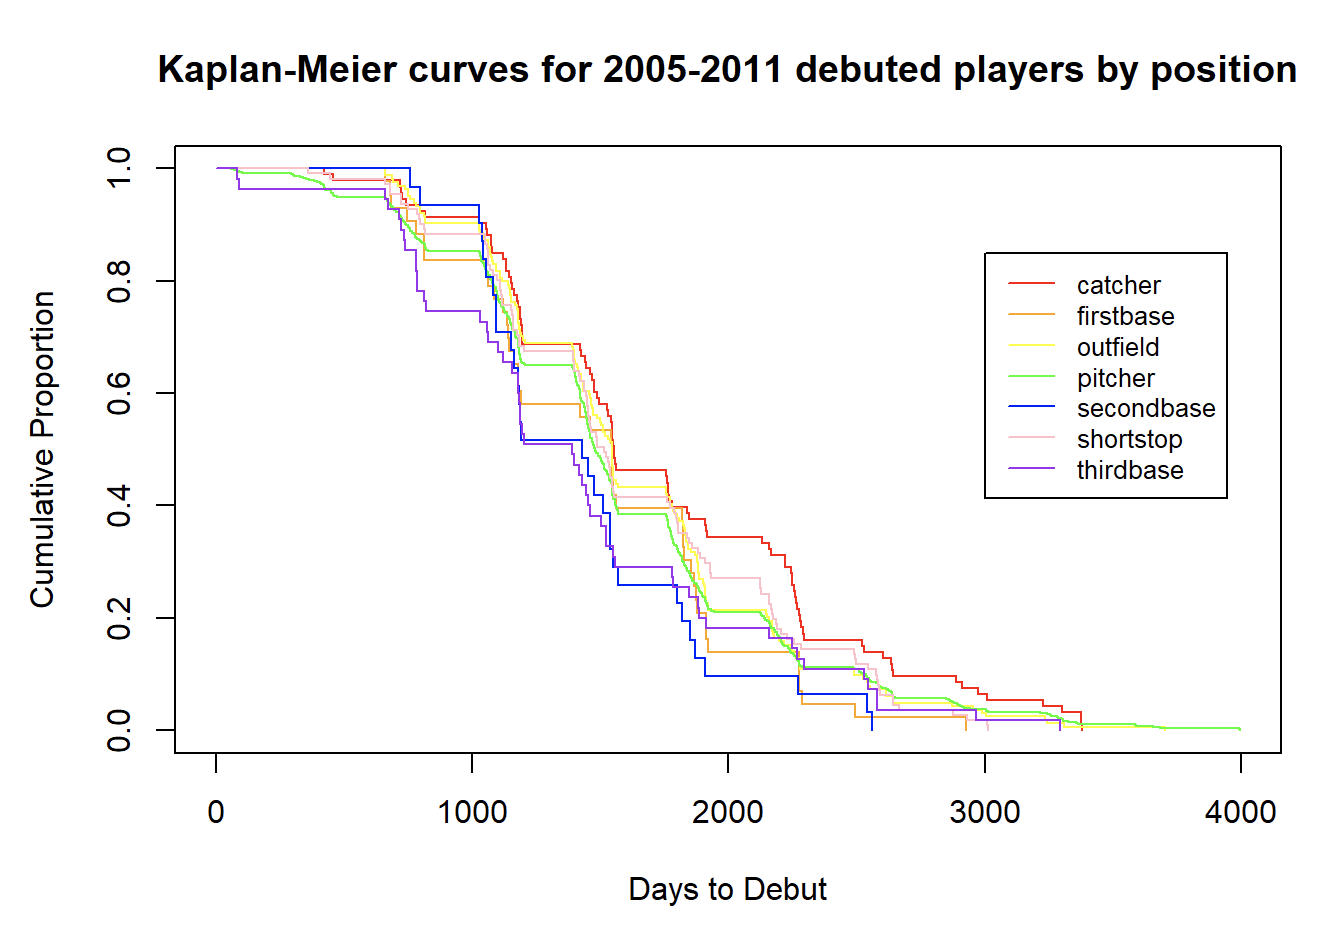 Kaplan-Meier curves for 2005-2011 debuted players by position
Cumulative Proportion
1.0
0.8
0.6
0.4
0.2
0.0
catcher
firstbase
outfield
pitcher
secondbase
shortstop
thirdbase
0 1000 2000 3000 4000
Days to Debut